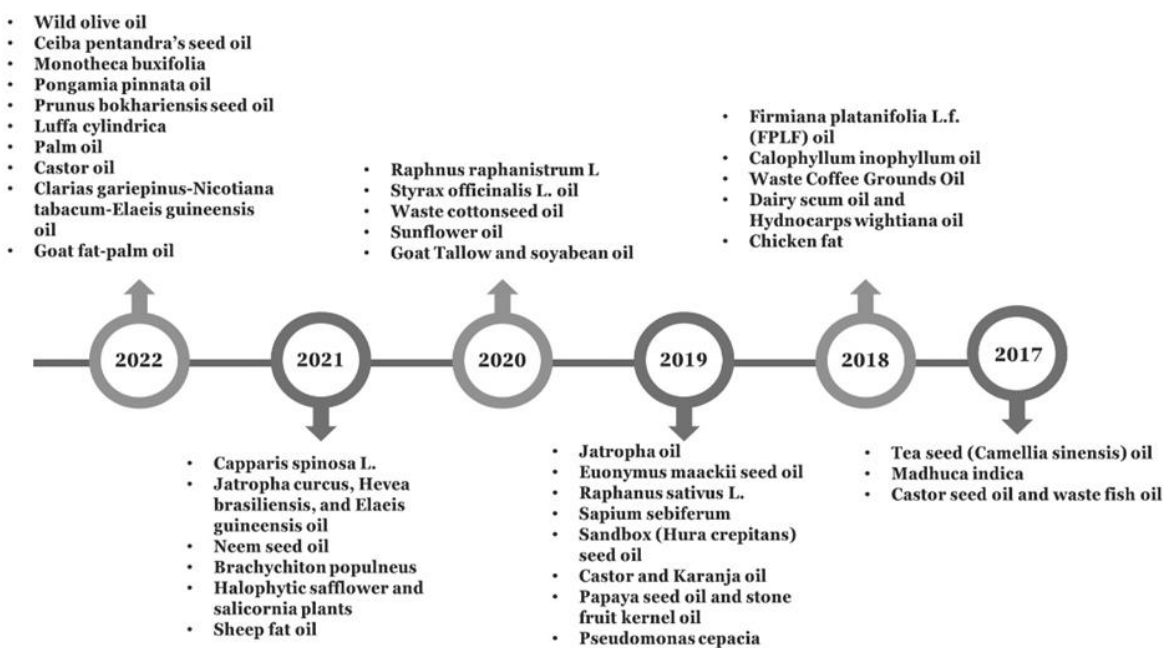 • Wild olive oil
• Ceiba pentandra's seed oil
• Monotheca buxifolia
• Pongamia pinnata oil
• Prunus bokhariensis seed oil
• Luffa cylindrica
• Palm oil
• Castor oil
• Clarias gariepinus-Nicotiana
tabacum-Elaeis guineensis
oil
• Goat fat-palm oil
• Raphnus raphanistrum L
• Styrax officinalis L. oil
• Waste cottonseed oil
• Sunflower oil
• Goat Tallow and soyabean oil
• Firmiana platanifolia L.f.
(FPLF) oil
• Calophyllum inophyllum oil
• Waste Coffee Grounds Oil
• Dairy scum oil and
Hydnocarps wightiana oil
• Chicken fat
2022
2021
2020
2019
2018
2017
• Capparis spinosa L.
• Jatropha curcus, Hevea
brasiliensis, and Elaeis
guineensis oil
• Neem seed oil
• Brachychiton populneus
• Halophytic safflower and
salicornia plants
• Sheep fat oil
• Jatropha oil
• Euonymus maackii seed oil
• Raphanus sativus L.
• Sapium sebiferum
• Sandbox (Hura crepitans)
seed oil
• Castor and Karanja oil
• Papaya seed oil and stone
fruit kernel oil
• Pseudomonas cepacia
• Tea seed (Camellia sinensis) oil
• Madhuca indica
• Castor seed oil and waste fish oil